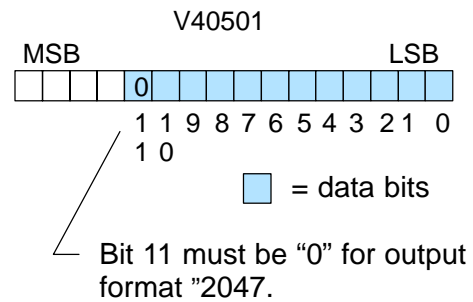 V40501
MSB LSB
0
1 1 9 8 7 6 5 4 3 2 1 0
1 0
= data bits
Bit 11 must be “0” for output
format ”2047.